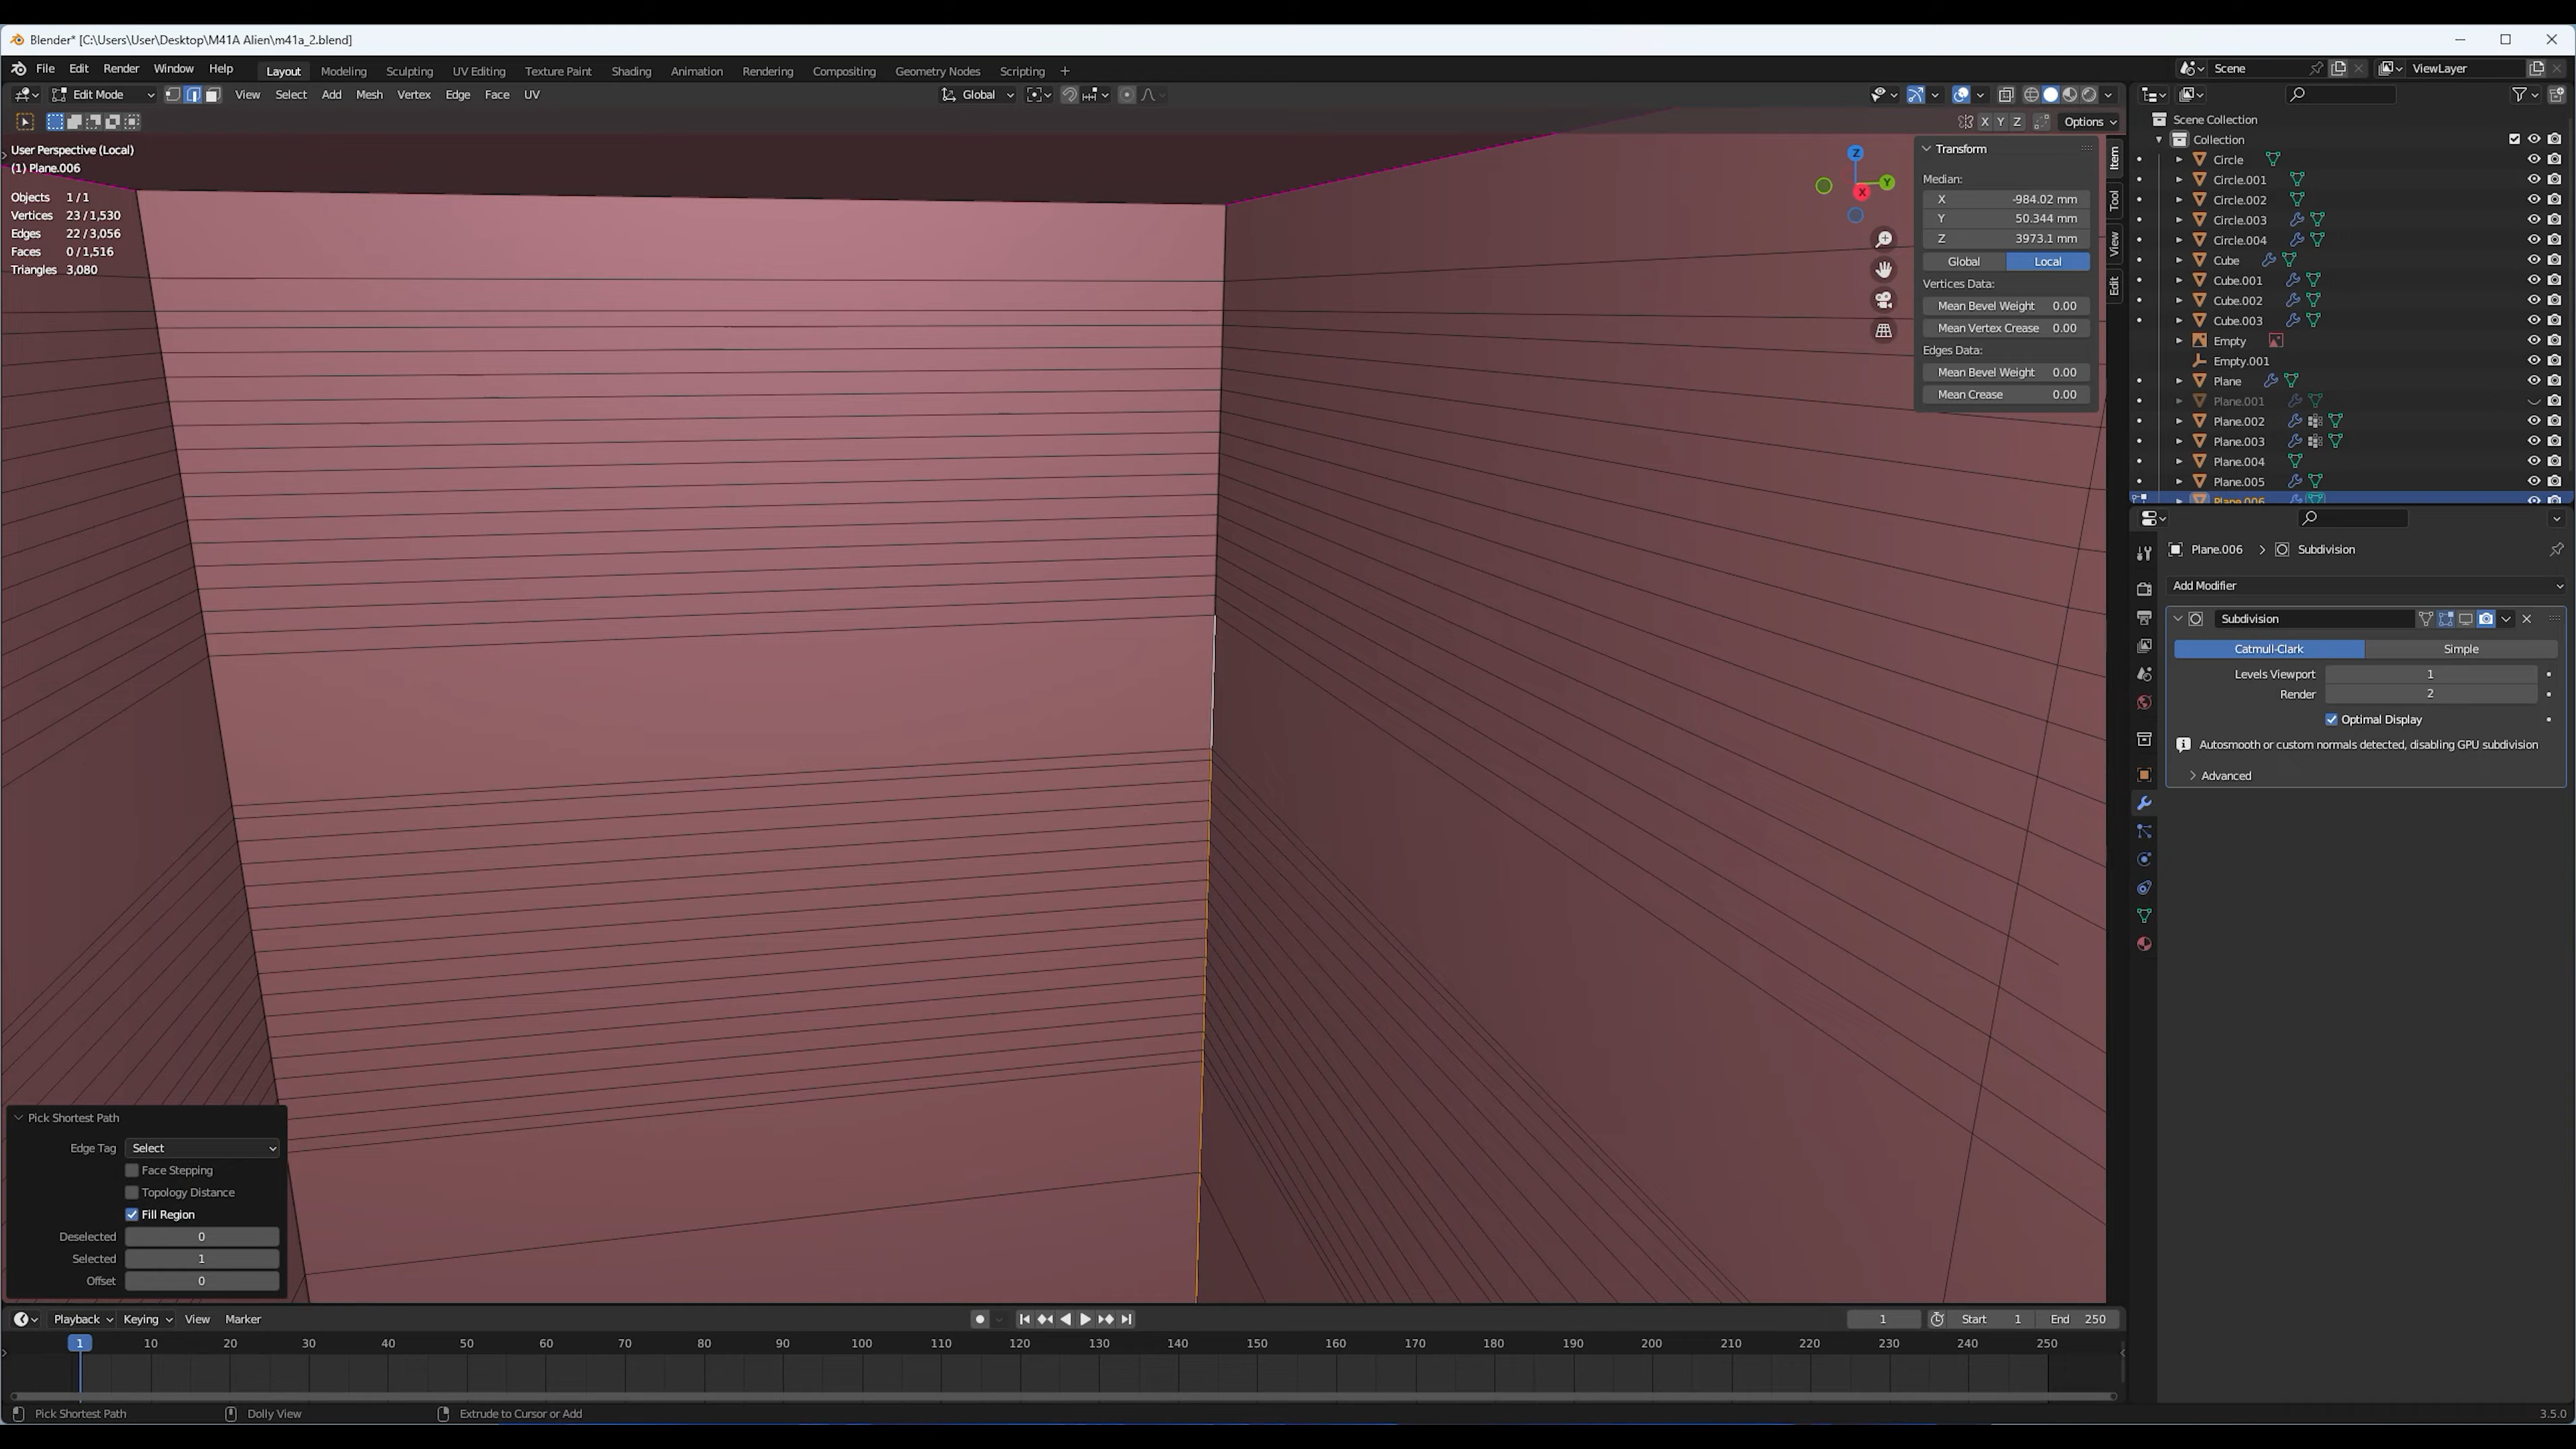 Blender* [C:\Users\User\Desktop\M41A Alien\m41a_2.blend]
File Edit Render Window Help Layout Modeling Sculpting UV Editing Texture Paint Shading Animation Rendering Compositing Geometry Nodes Scripting + Scene ViewLayer
Edit Mode View Select Add Mesh Vertex Edge Face UV Global
X Y Z Options
User Perspective (Local)
(1) Plane.006
Objects 1 / 1
Vertices 23 / 1,530
Edges 22 / 3,056
Faces 0 / 1,516
Triangles 3,080
Z
Y
X
Transform
Median:
X -984.02 mm
Y 50.344 mm
Z 3973.1 mm
Global Local
Vertices Data:
Mean Bevel Weight 0.00
Mean Vertex Crease 0.00
Edges Data:
Mean Bevel Weight 0.00
Mean Crease 0.00
Item
Tool
View
Edit
Scene Collection
Collection
Circle
Circle.001
Circle.002
Circle.003
Circle.004
Cube
Cube.001
Cube.002
Cube.003
Empty
Empty.001
Plane
Plane.001
Plane.002
Plane.003
Plane.004
Plane.005
Plane.006
Plane.006 > Subdivision
Add Modifier
Subdivision
Catmull-Clark Simple
Levels Viewport 1
Render 2
Optimal Display
Autosmooth or custom normals detected, disabling GPU subdivision
Advanced
Pick Shortest Path
Edge Tag Select
Face Stepping
Topology Distance
Fill Region
Deselected 0
Selected 1
Offset 0
Playback Keying View Marker 1 Start 1 End 250
1 10 20 30 40 50 60 70 80 90 100 110 120 130 140 150 160 170 180 190 200 210 220 230 240 250
Pick Shortest Path Dolly View Extrude to Cursor or Add 3.5.0